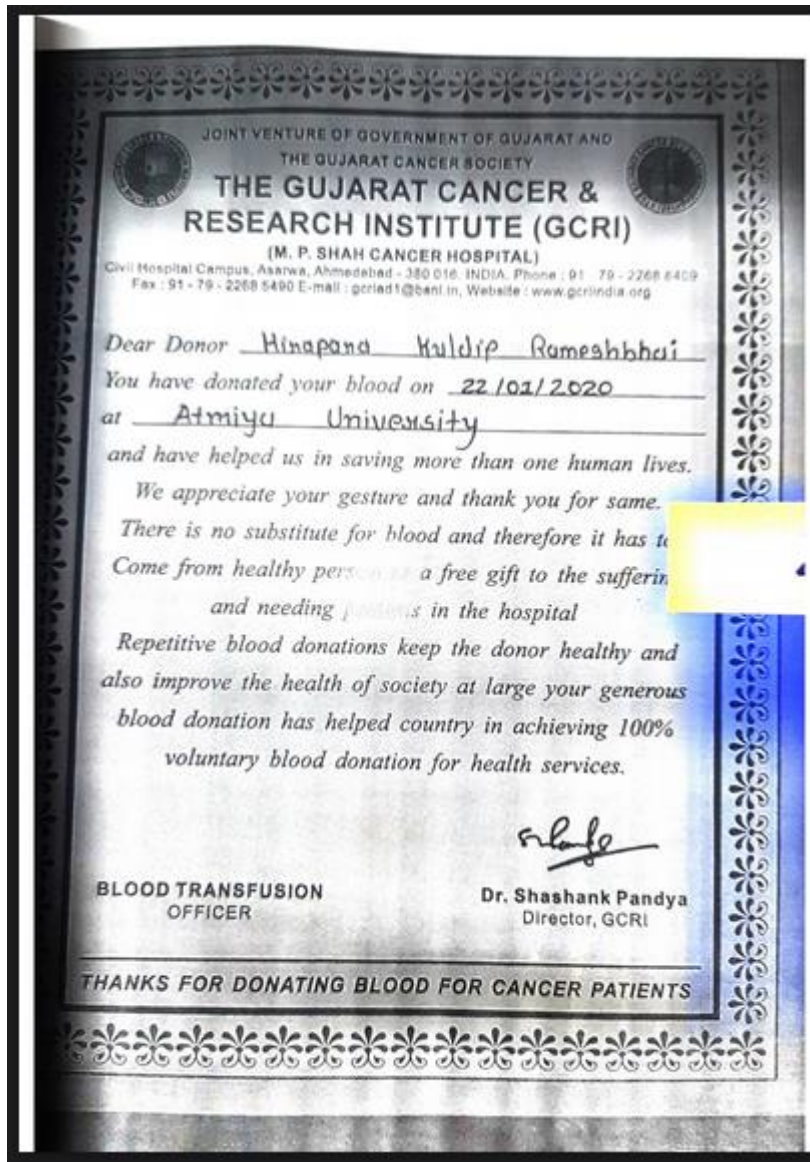 JOINT VENTURE OF GOVERNMENT OF GUJARAT AND
THE GUJARAT CANCER SOCIETY
THE GUJARAT CANCER &
RESEARCH INSTITUTE (GCRI)
(M. P. SHAH CANCER HOSPITAL)
Civil Hospital Campus, Asarwa, Ahmedabad - 380 016. INDIA. Phone : 91 - 79 - 2268 6409
Fax : 91 - 79 - 2268 5490 E-mail : gcriad1@bsnl.in, Website : www.gcriindia.org
Dear Donor Hinapara Kuldip Rameshbhai
You have donated your blood on 22/01/2020
at Atmiya University
and have helped us in saving more than one human lives.
We appreciate your gesture and thank you for same.
There is no substitute for blood and therefore it has
Come from healthy a free gift to the
and needing in the hospital
Repetitive blood donations keep the donor healthy and
also improve the health of society at large your generous
blood donation has helped country in achieving 100%
voluntary blood donation for health services.
BLOOD TRANSFUSION
OFFICER
Dr. Shashank Pandya
Director, GCRI
THANKS FOR DONATING BLOOD FOR CANCER PATIENTS